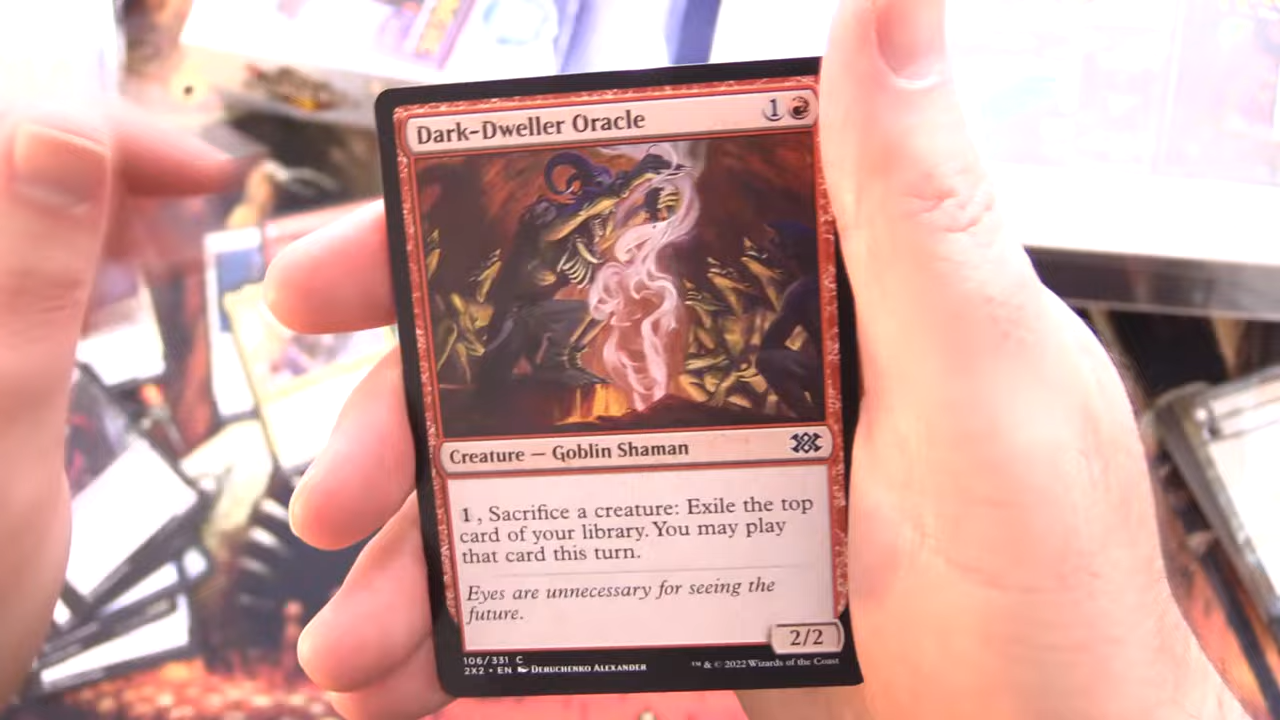 Dark-Dweller Oracle 1
Creature — Goblin Shaman
1, Sacrifice a creature: Exile the top
card of your library. You may play
that card this turn.
Eyes are unnecessary for seeing the
future.
2/2
106/331 C
2X2 • EN Deruchenko Alexander
™ & © 2022 Wizards of the Coast